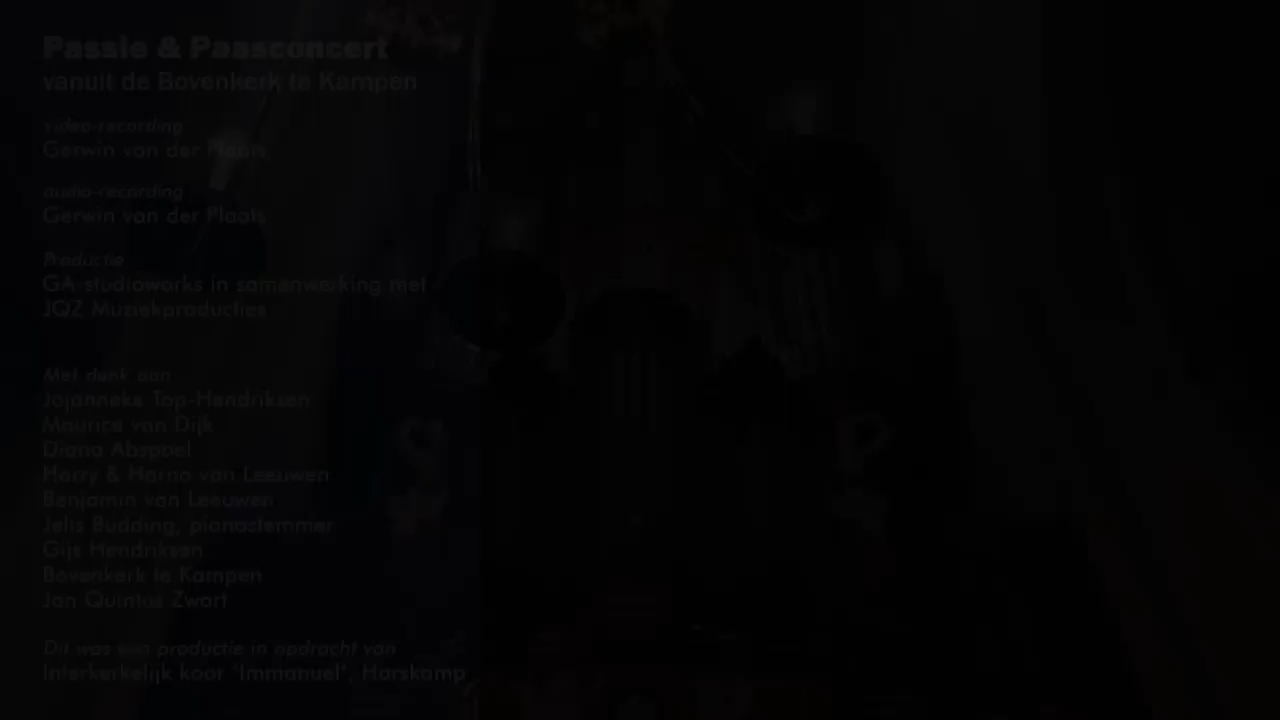 Passie & Paasconcert
vanuit de Bovenkerk te Kampen
video-recording
Gerwin van der Plaats
audio-recording
Gerwin van der Plaats
Productie
GA-studioworks in samenwerking met
JQZ Muziekproducties
Met dank aan
Jojanneke Top-Hendriksen
Maurice van Dijk
Diana Abspoel
Harry & Harna van Leeuwen
Benjamin van Leeuwen
Jelis Budding, pianostemmer
Gijs Hendriksen
Bovenkerk te Kampen
Jan Quintus Zwart
Dit was een productie in opdracht van
Interkerkelijk koor 'Immanuel', Harskamp